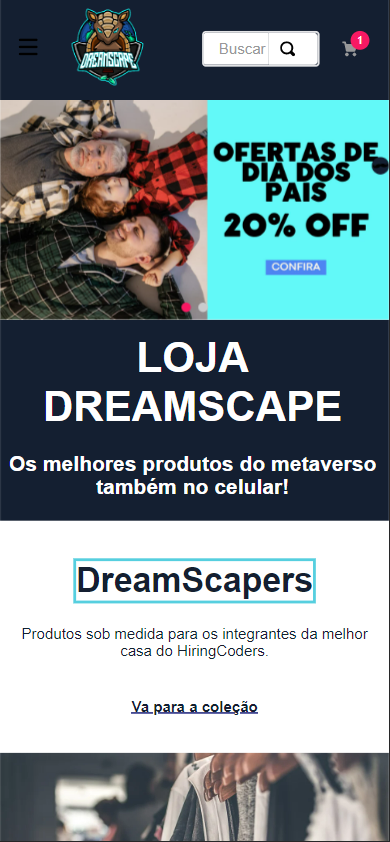 DREAMSCAPE
Buscar
1
OFERTAS DE
DIA DOS
PAIS
20% OFF
CONFIRA
LOJA
DREAMSCAPE
Os melhores produtos do metaverso
também no celular!
DreamScapers
Produtos sob medida para os integrantes da melhor
casa do HiringCoders.
Va para a coleção